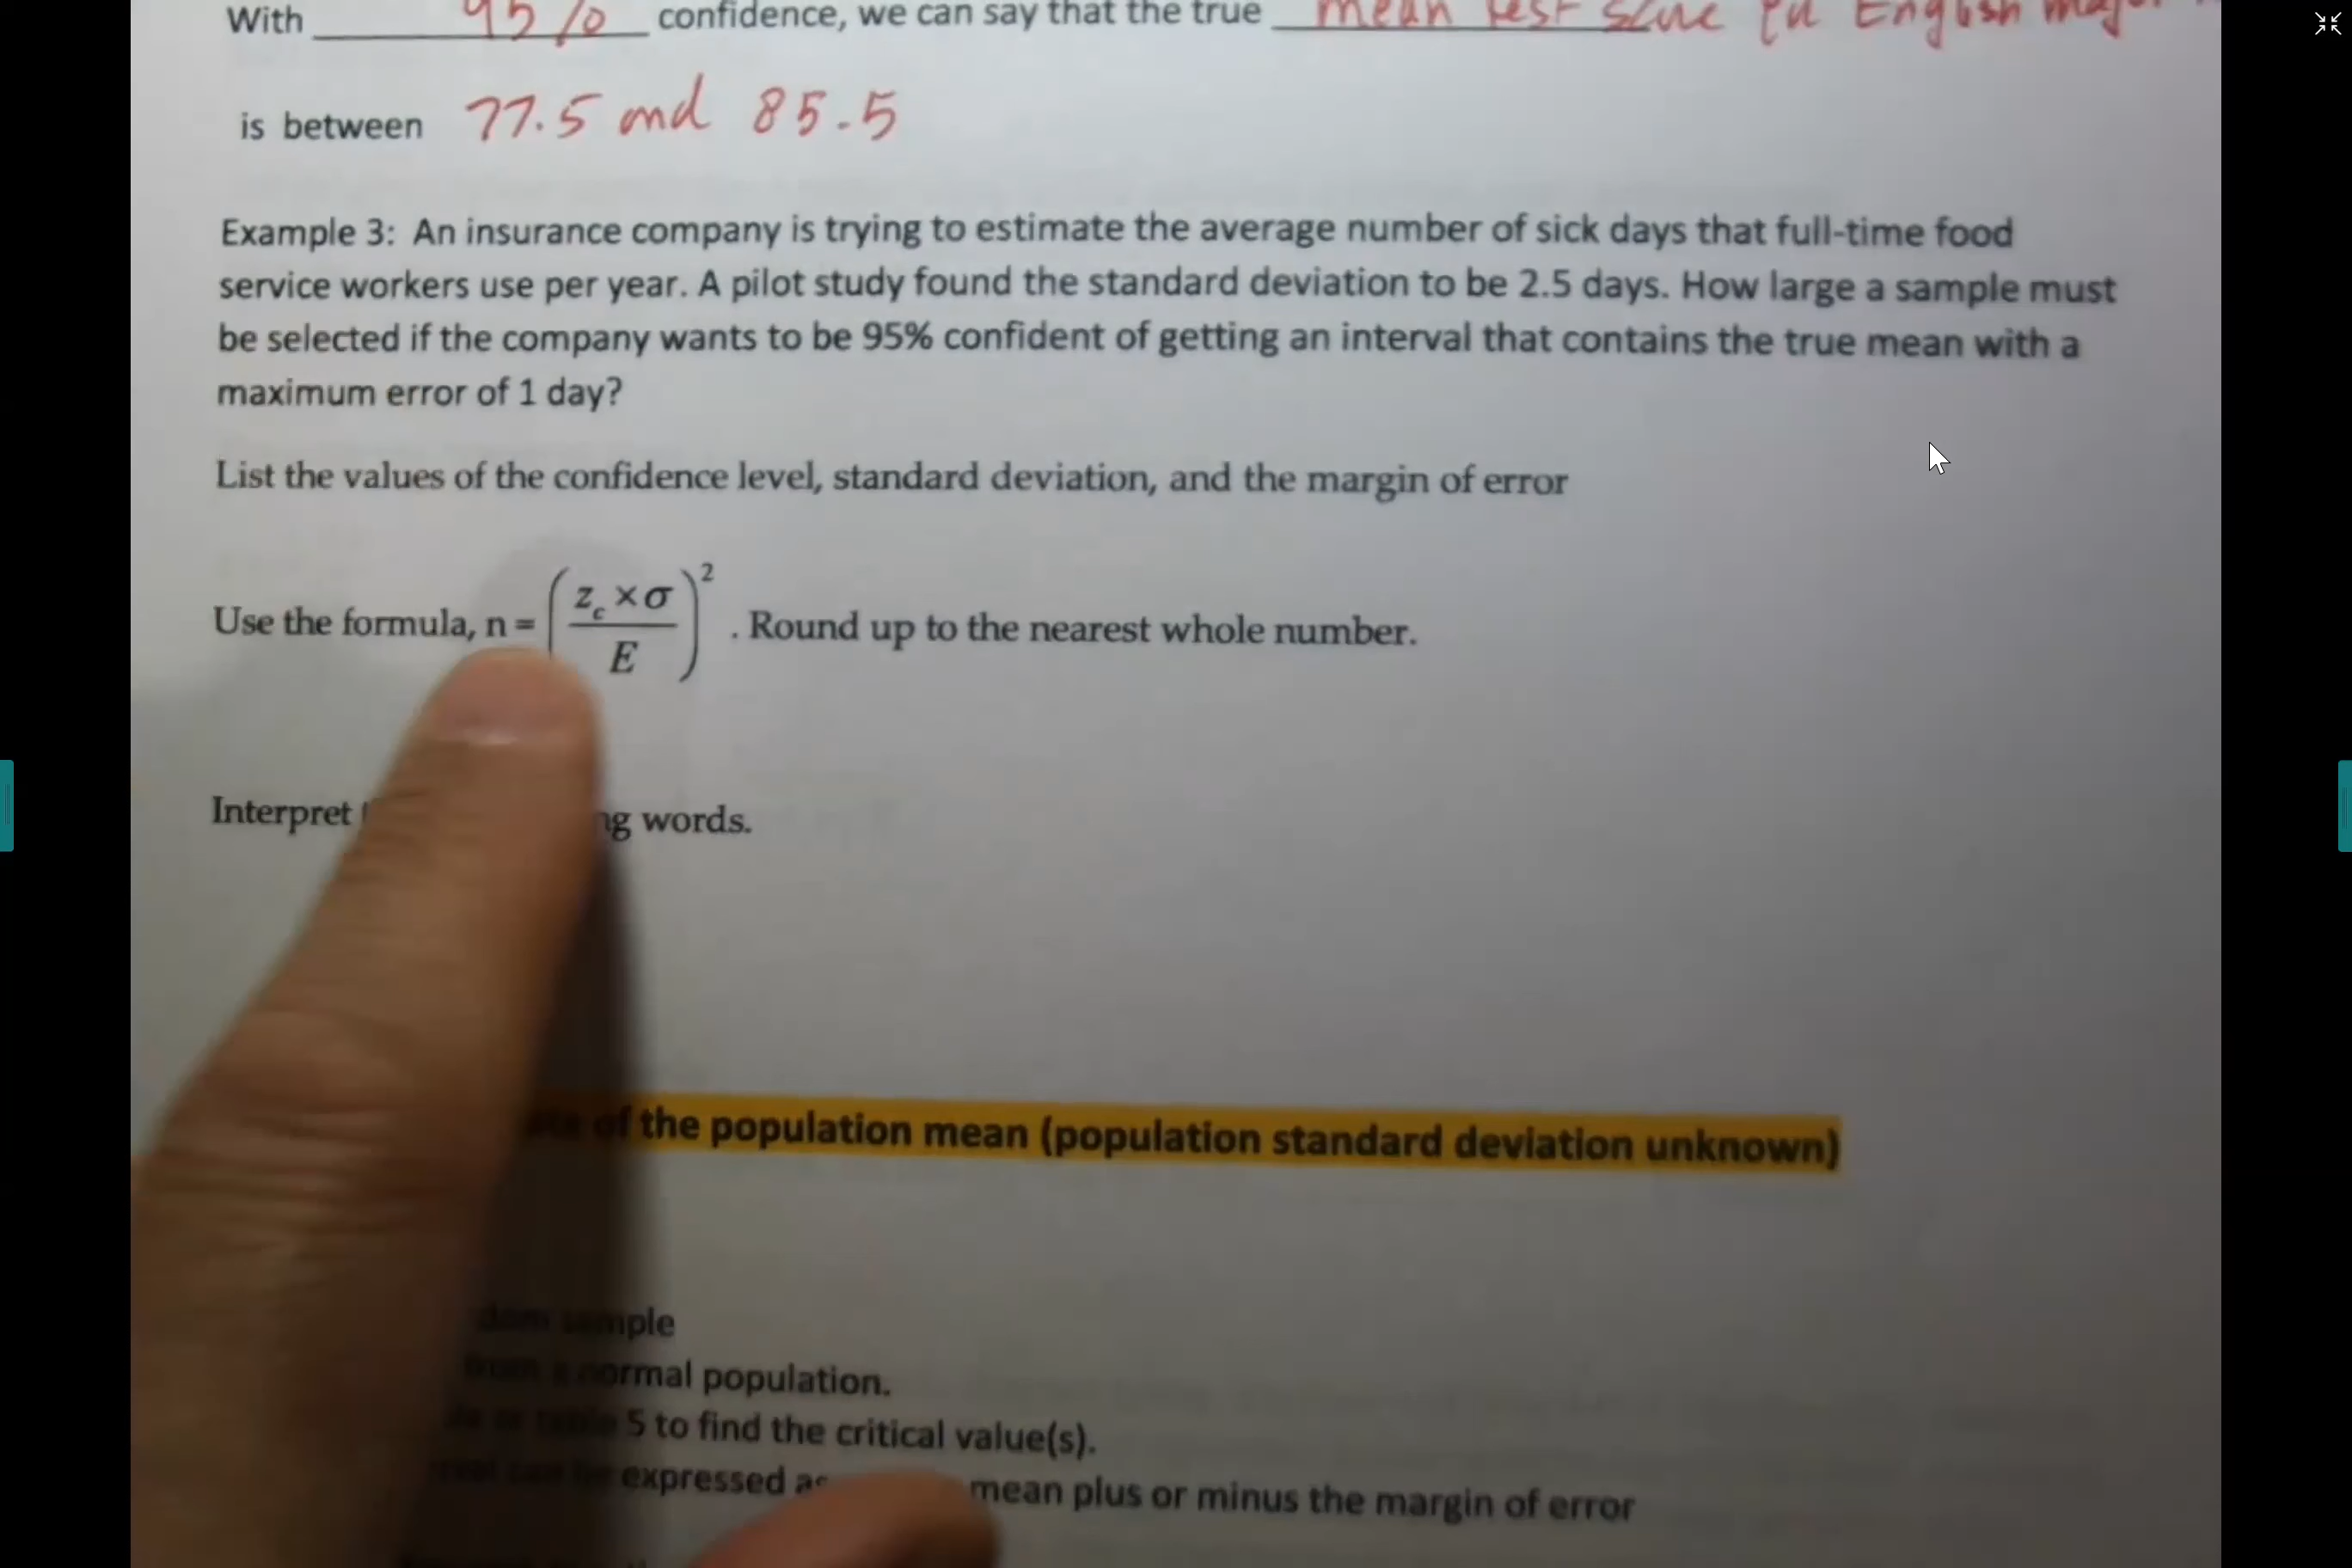 With 95% confidence, we can say that the true mean test score
is between 77.5 and 85.5
Example 3: An insurance company is trying to estimate the average number of sick days that full-time food
service workers use per year. A pilot study found the standard deviation to be 2.5 days. How large a sample must
be selected if the company wants to be 95% confident of getting an interval that contains the true mean with a
maximum error of 1 day?
List the values of the confidence level, standard deviation, and the margin of error
Use the formula, n = (z_c × σ / E)^2. Round up to the nearest whole number.
Interpret words.
of the population mean (population standard deviation unknown)
sample
normal population.
5 to find the critical value(s).
expressed as mean plus or minus the margin of error